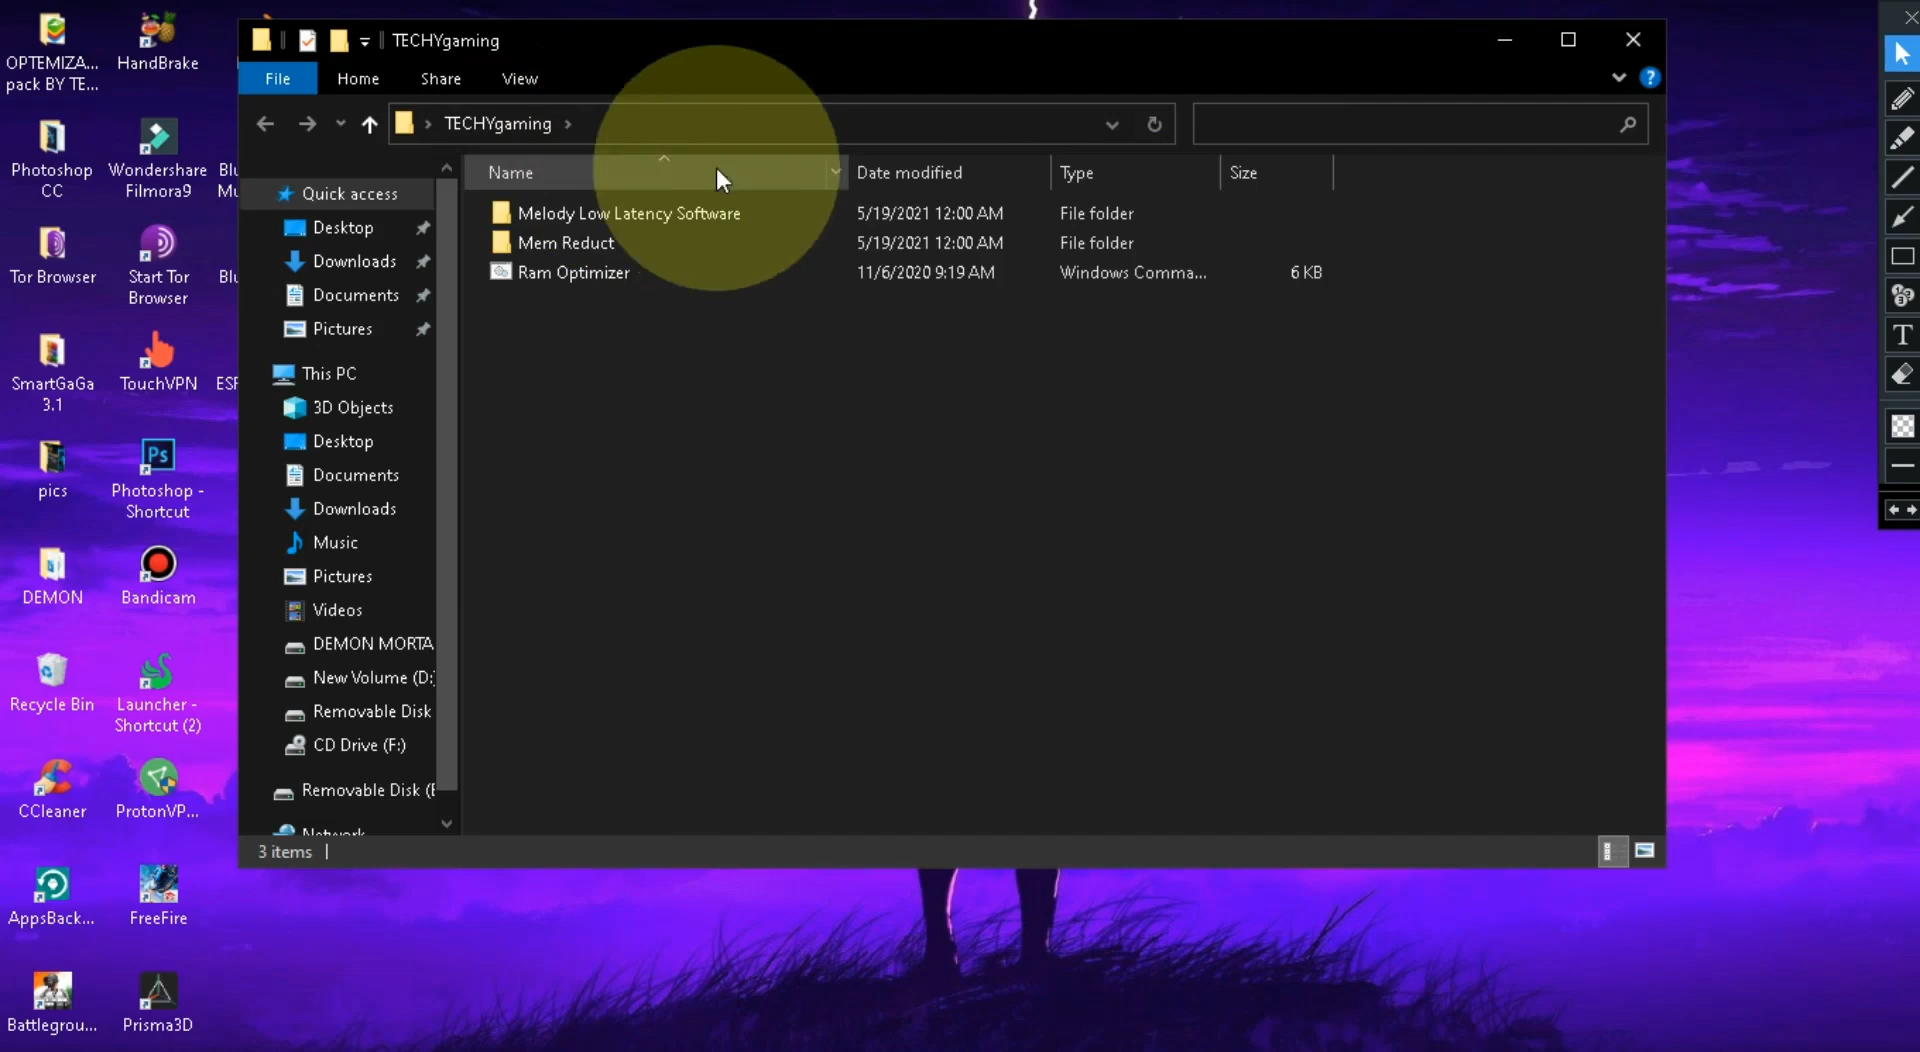 OPTEMIZA...
pack BY TE...
HandBrake
Photoshop
CC
Wondershare
Filmora9
Tor Browser
Start Tor
Browser
SmartGaGa
3.1
TouchVPN
pics
Photoshop -
Shortcut
DEMON
Bandicam
Recycle Bin
Launcher -
Shortcut (2)
CCleaner
ProtonVP...
AppsBack...
FreeFire
Battlegrou...
Prisma3D
TECHYgaming
File
Home
Share
View
TECHYgaming
Name
Date modified
Type
Size
Melody Low Latency Software
5/19/2021 12:00 AM
File folder
Mem Reduct
5/19/2021 12:00 AM
File folder
Ram Optimizer
11/6/2020 9:19 AM
Windows Comma...
6 KB
Quick access
Desktop
Downloads
Documents
Pictures
This PC
3D Objects
Desktop
Documents
Downloads
Music
Pictures
Videos
DEMON MORTA
New Volume (D:
Removable Disk
CD Drive (F:)
Removable Disk (E
Network
3 items
Ps
T